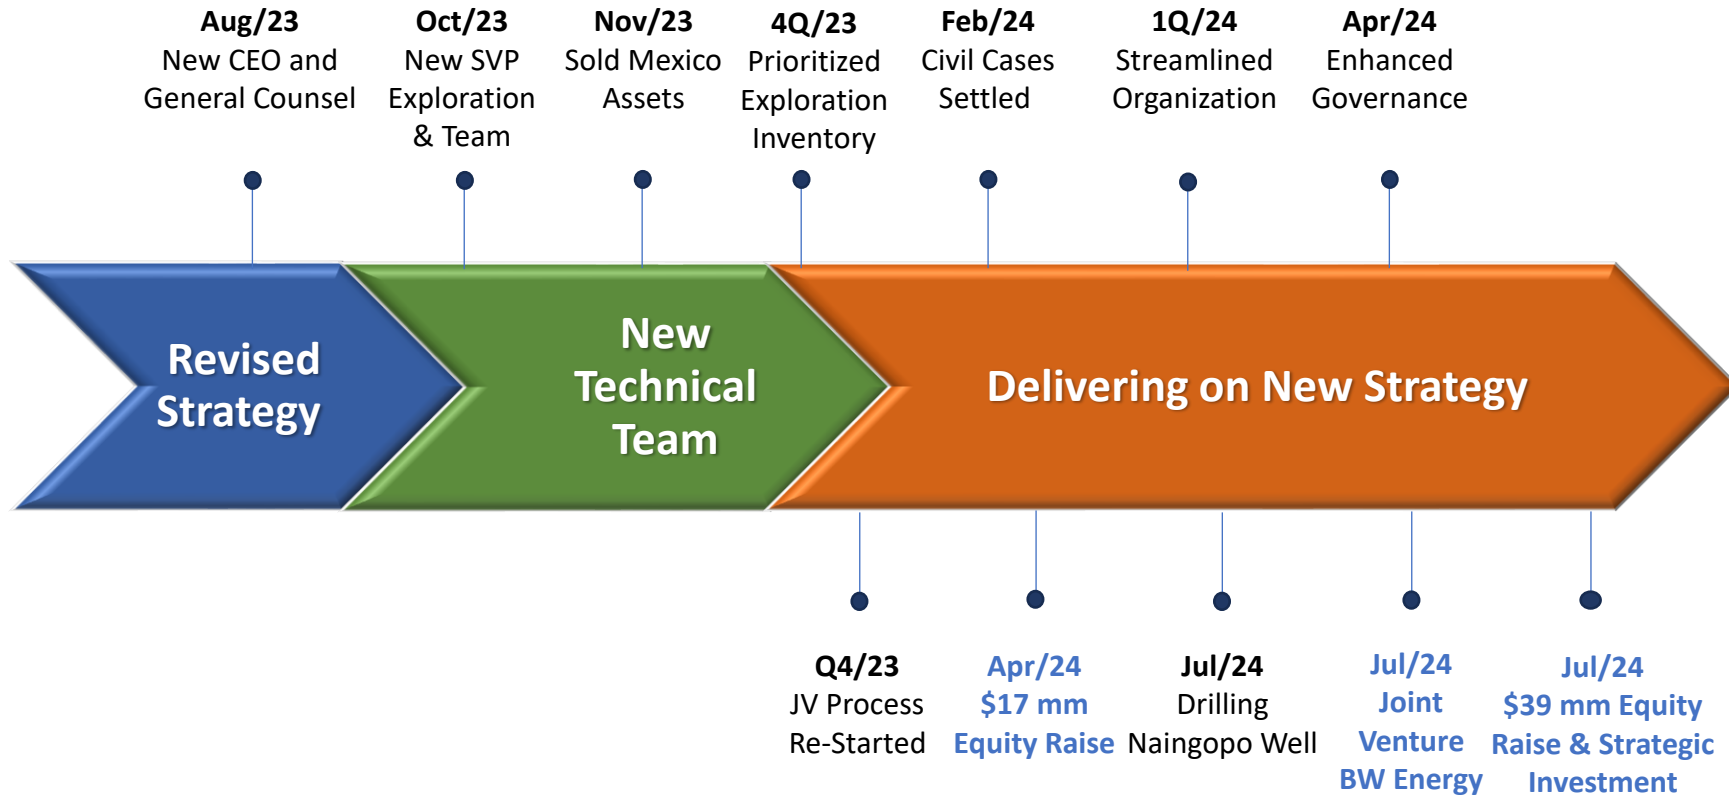 Aug/23
New CEO and
General Counsel
Oct/23
New SVP
Exploration
& Team
Nov/23
Sold Mexico
Assets
4Q/23
Prioritized
Exploration
Inventory
Feb/24
Civil Cases
Settled
1Q/24
Streamlined
Organization
Apr/24
Enhanced
Governance
Revised
Strategy
New
Technical
Team
Delivering on New Strategy
Q4/23
JV Process
Re-Started
Apr/24
$17 mm
Equity Raise
Jul/24
Drilling
Naingopo Well
Jul/24
Joint
Venture
BW Energy
Jul/24
$39 mm Equity
Raise & Strategic
Investment